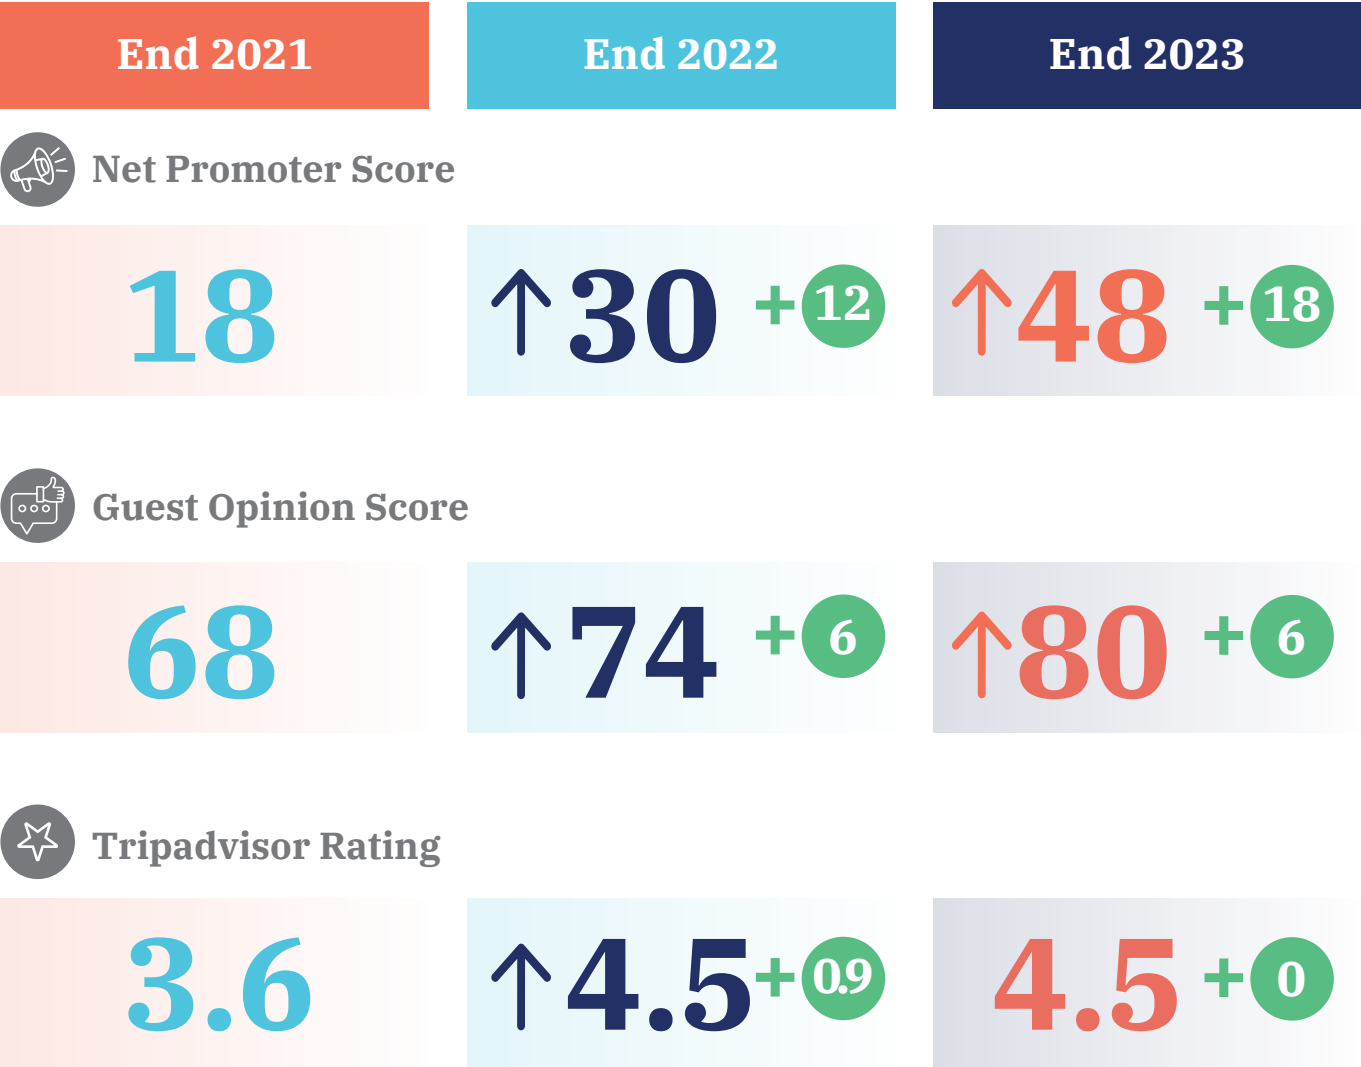 End 2021
End 2022
End 2023
Net Promoter Score
18
30 +12
48 +18
Guest Opinion Score
68
74 +6
80 +6
Tripadvisor Rating
3.6
4.5 +0.9
4.5 +0